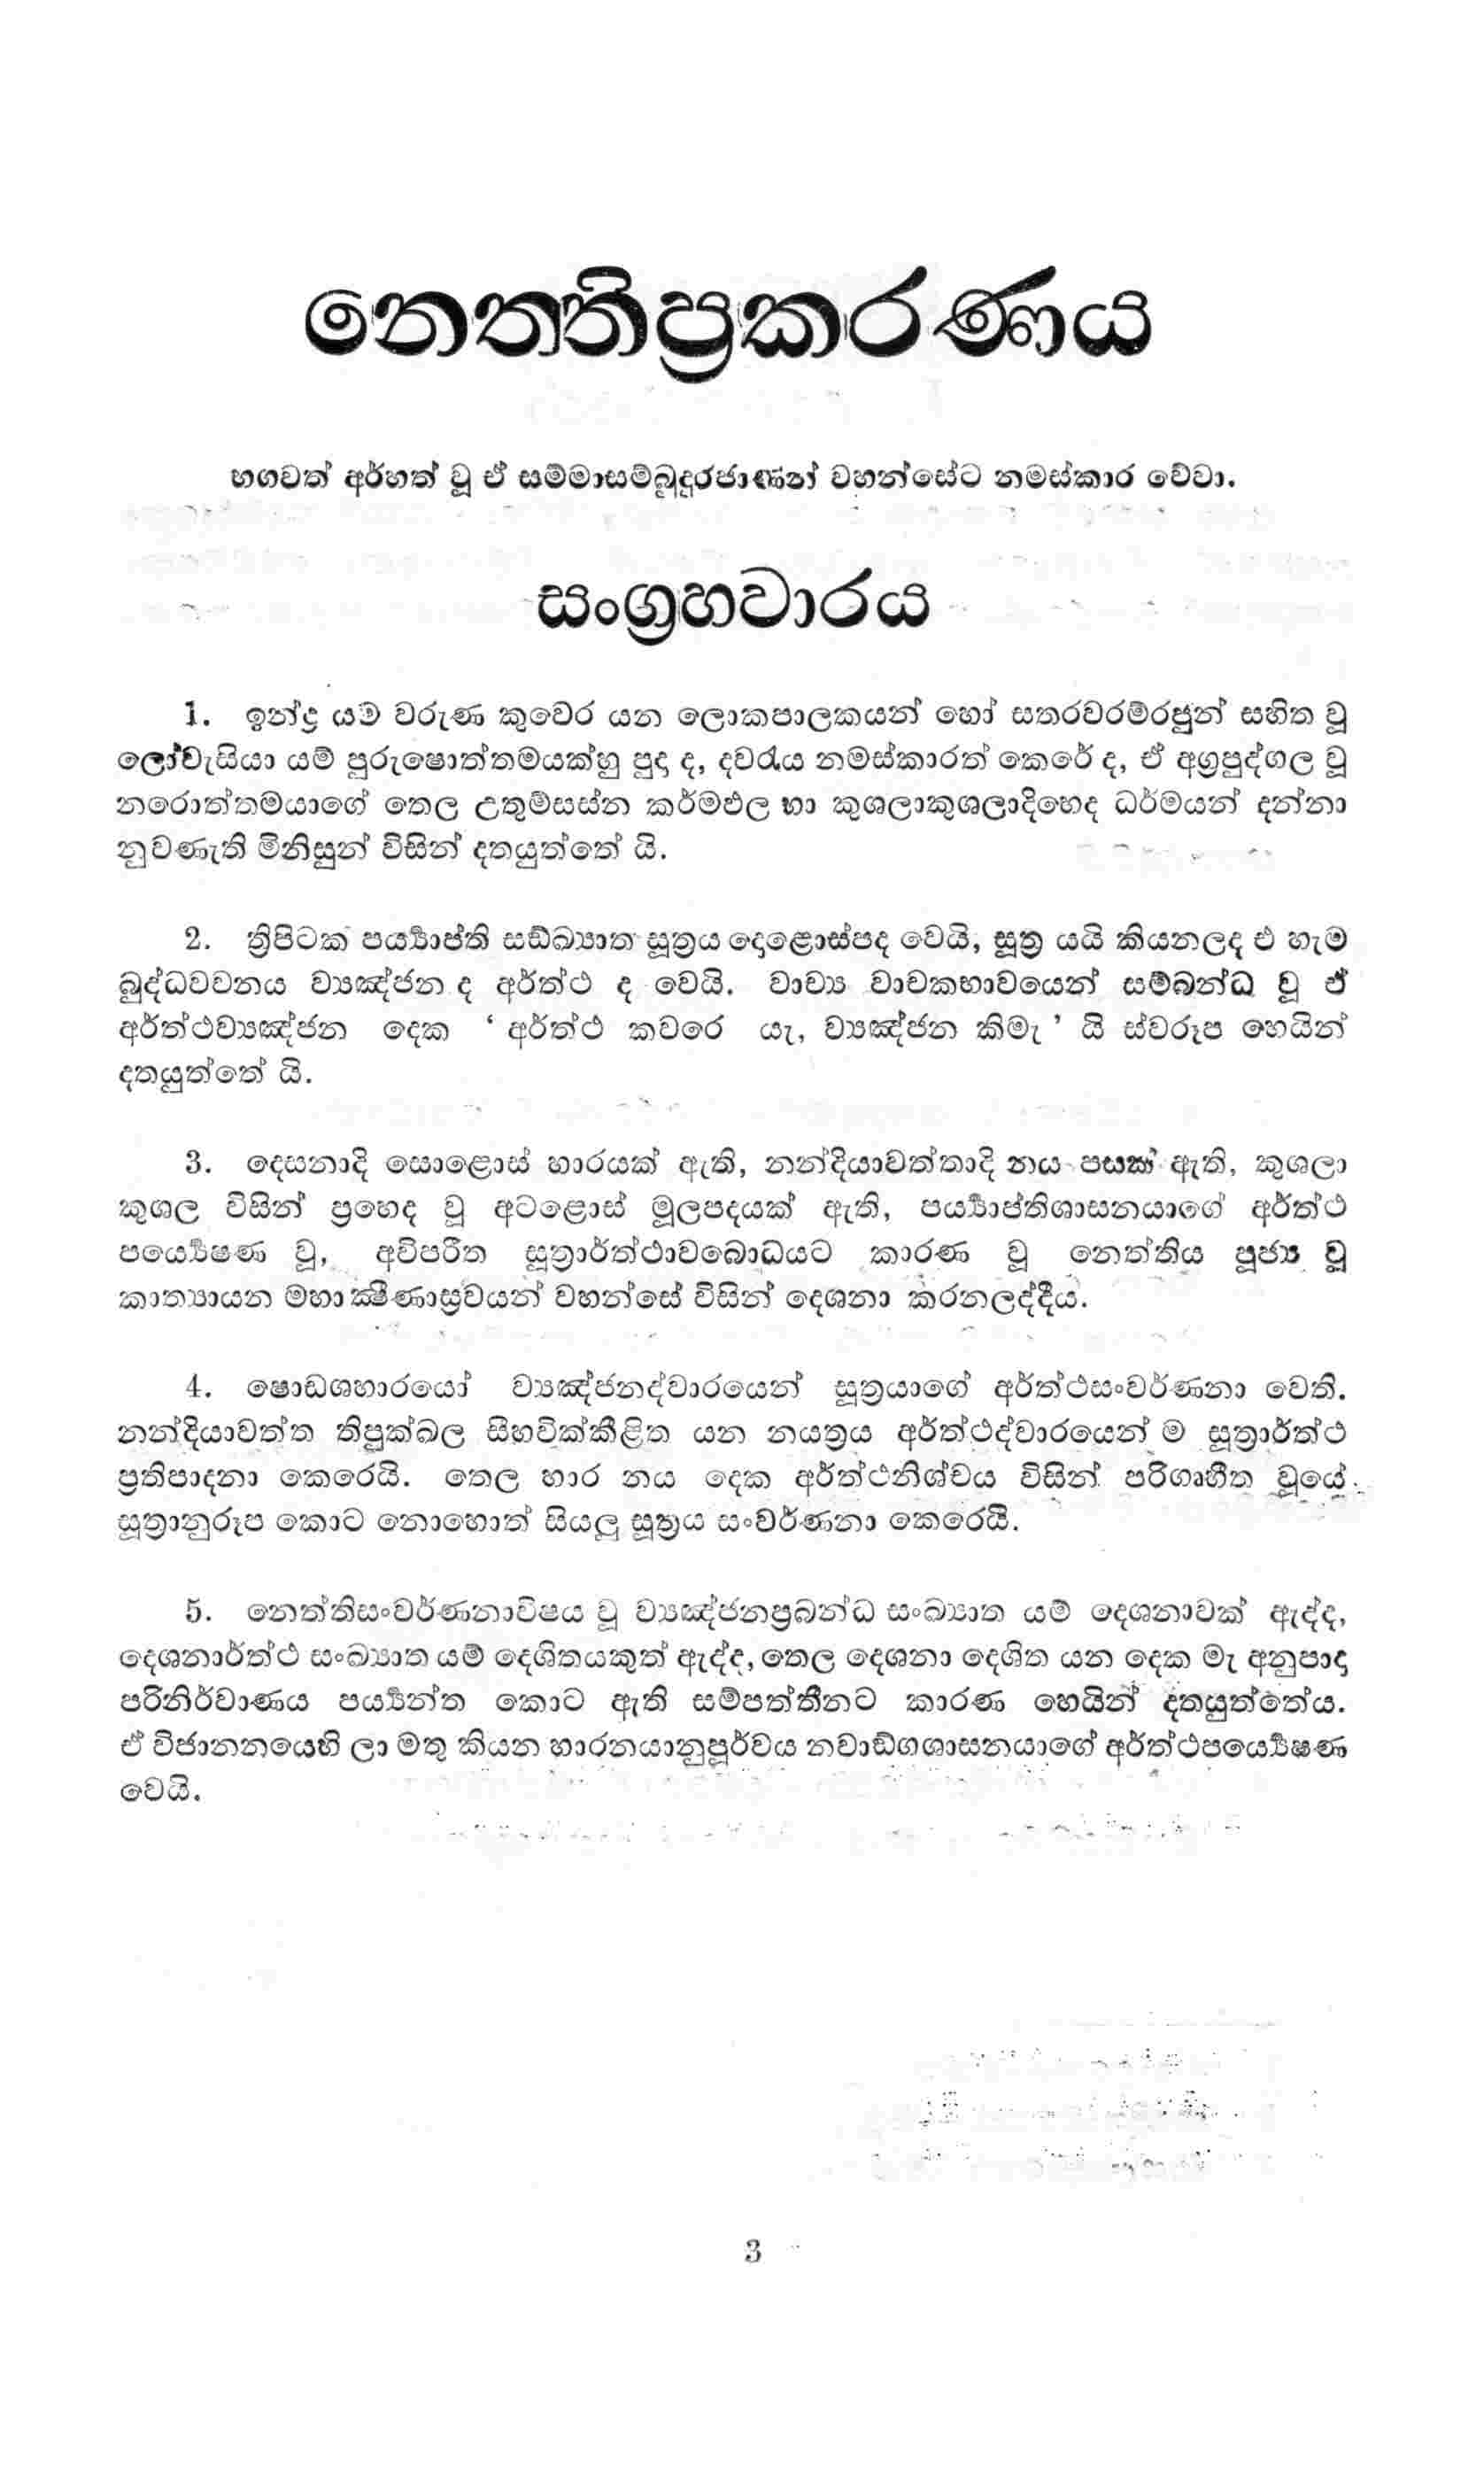 නෙත්තිප්‍රකරණය
භගවත් අර්හත් වූ ඒ සම්මාසම්බුදුරජාණන් වහන්සේට නමස්කාර වේවා.
සංග්‍රහවාරය
1. ඉන්ද්‍ර යම වරුණ කුවෙර යන ලොකපාලකයන් හෝ සතරවරම්රජුන් සහිත වූ
ලෝවැසියා යම් පුරුෂොත්තමයක්හු පුදා ද, දවරැය නමස්කාරත් කෙරේ ද, ඒ අග්‍රපුද්ගල වූ
නරොත්තමයාගේ තෙල උතුම්සස්න කර්මඵල හා කුශලාකුශලාදිභෙද ධර්මයන් දන්නා
නුවණැති මිනිසුන් විසින් දතයුත්තේ යි.
2. ත්‍රිපිටක පර්‍ය්‍යාප්ති සඞ්ඛ්‍යාත සූත්‍රය දොළොස්පද වෙයි, සූත්‍ර යයි කියනලද එ හැම
බුද්ධවචනය ව්‍යඤ්ජන ද අර්ත්ථ ද වෙයි. වාච්‍ය වාචකභාවයෙන් සම්බන්ධ වූ ඒ
අර්ත්ථව්‍යඤ්ජන දෙක ‘ අර්ත්ථ කවරෙ යැ, ව්‍යඤ්ජන කිමැ ’ යි ස්වරූප හෙයින්
දතයුත්තේ යි.
3. දෙසනාදි සොළොස් හාරයක් ඇති, නන්දියාවත්තාදි නය පසක් ඇති, කුශලා
කුශල විසින් ප්‍රභෙද වූ අටළොස් මූලපදයක් ඇති, පර්‍ය්‍යාප්තිශාසනයාගේ අර්ත්ථ
පර්‍ය්‍යෙෂණ වූ, අවිපරීත සූත්‍රාර්ත්ථාවබොධයට කාරණ වූ නෙත්තිය පූජ්‍ය වූ
කාත්‍යායන මහාක්ෂීණාස්‍රවයන් වහන්සේ විසින් දෙශනා කරනලද්දීය.
4. ෂොඩශහාරයෝ ව්‍යඤ්ජනද්වාරයෙන් සූත්‍රයාගේ අර්ත්ථසංවර්ණනා වෙති.
නන්දියාවත්ත තිපුක්ඛල සීහවික්කීළිත යන නයත්‍රය අර්ත්ථද්වාරයෙන් ම සූත්‍රාර්ත්ථ
ප්‍රතිපාදනා කෙරෙයි. තෙල හාර නය දෙක අර්ත්ථනිශ්චය විසින් පරිගෘහීත වූයේ
සූත්‍රානුරූප කොට නොහොත් සියලු සූත්‍රය සංවර්ණනා කෙරෙයි.
5. නෙත්තිසංවර්ණනාවිෂය වූ ව්‍යඤ්ජනප්‍රබන්ධ සංඛ්‍යාත යම් දෙශනාවක් ඇද්ද,
දෙශනාර්ත්ථ සංඛ්‍යාත යම් දෙශිතයකුත් ඇද්ද, තෙල දෙශනා දෙශිත යන දෙක මැ අනුපාදා
පරිනිර්වාණය පර්‍ය්‍යන්ත කොට ඇති සම්පත්තීනට කාරණ හෙයින් දතයුත්තේය.
ඒ විජානනයෙහි ලා මතු කියන හාරනයානුපූර්වය නවාඞ්ගශාසනයාගේ අර්ත්ථපර්‍ය්‍යෙෂණ
වෙයි.
3